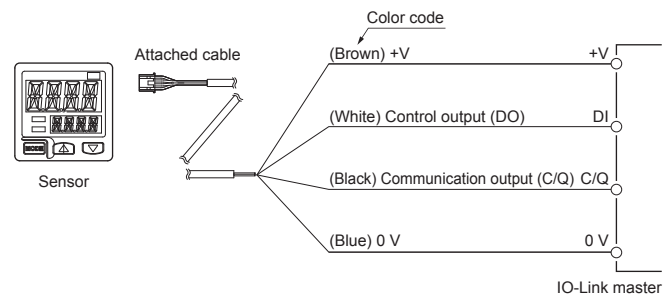 Color code
Attached cable
(Brown) +V +V
(White) Control output (DO) DI
MODE
Sensor
(Black) Communication output (C/Q) C/Q
(Blue) 0 V 0 V
IO-Link master